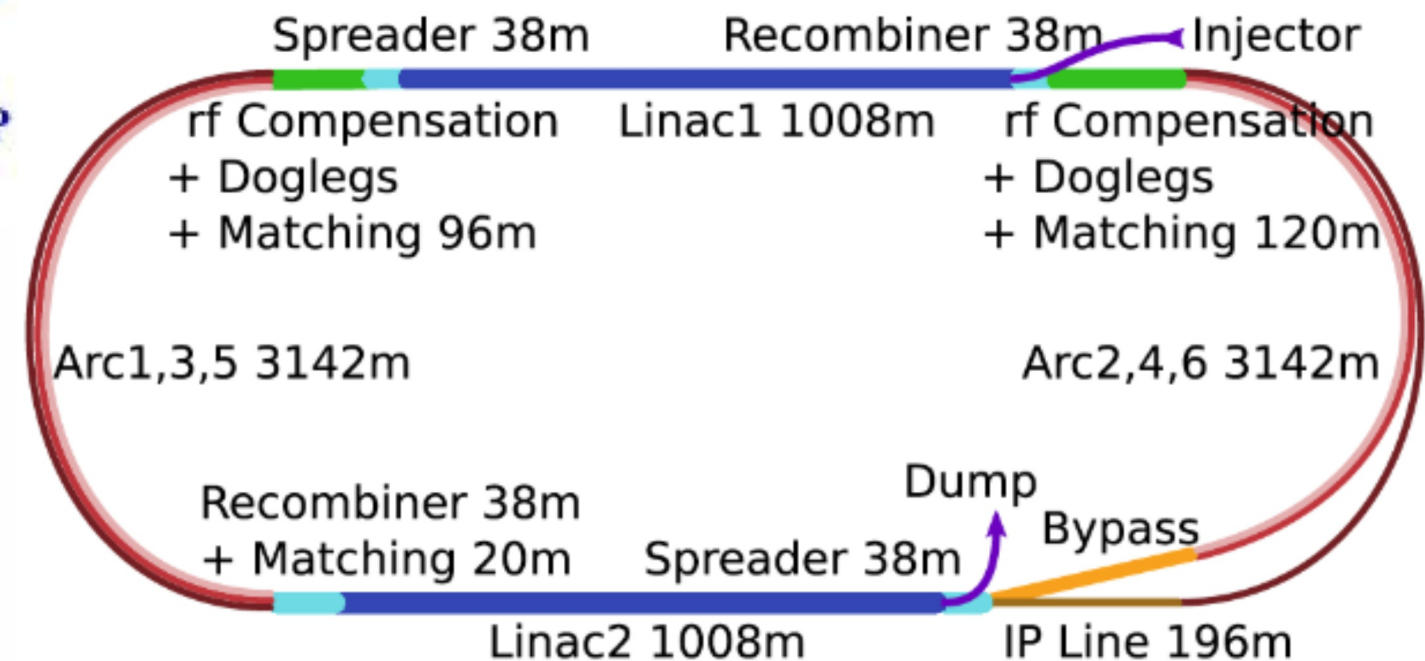 Spreader 38m
Recombiner 38m
Injector
rf Compensation
+ Doglegs
+ Matching 96m
Linac1 1008m
rf Compensation
+ Doglegs
+ Matching 120m
Arc1,3,5 3142m
Arc2,4,6 3142m
Recombiner 38m
+ Matching 20m
Spreader 38m
Dump
Bypass
Linac2 1008m
IP Line 196m